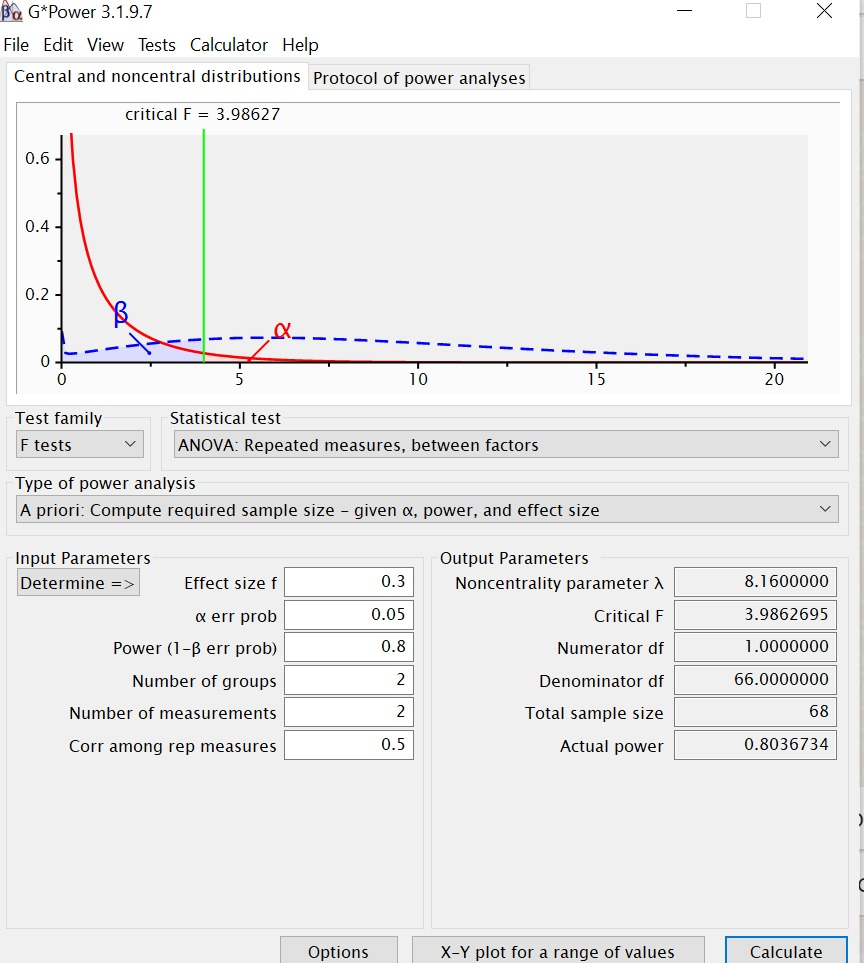 G*Power 3.1.9.7
File Edit View Tests Calculator Help
Central and noncentral distributions Protocol of power analyses
critical F = 3.98627
0.6
0.4
0.2
0
β
α
0 5 10 15 20
Test family Statistical test
F tests ANOVA: Repeated measures, between factors
Type of power analysis
A priori: Compute required sample size – given α, power, and effect size
Input Parameters Output Parameters
Determine => Effect size f 0.3 Noncentrality parameter λ 8.1600000
α err prob 0.05 Critical F 3.9862695
Power (1-β err prob) 0.8 Numerator df 1.0000000
Number of groups 2 Denominator df 66.0000000
Number of measurements 2 Total sample size 68
Corr among rep measures 0.5 Actual power 0.8036734
Options X-Y plot for a range of values Calculate